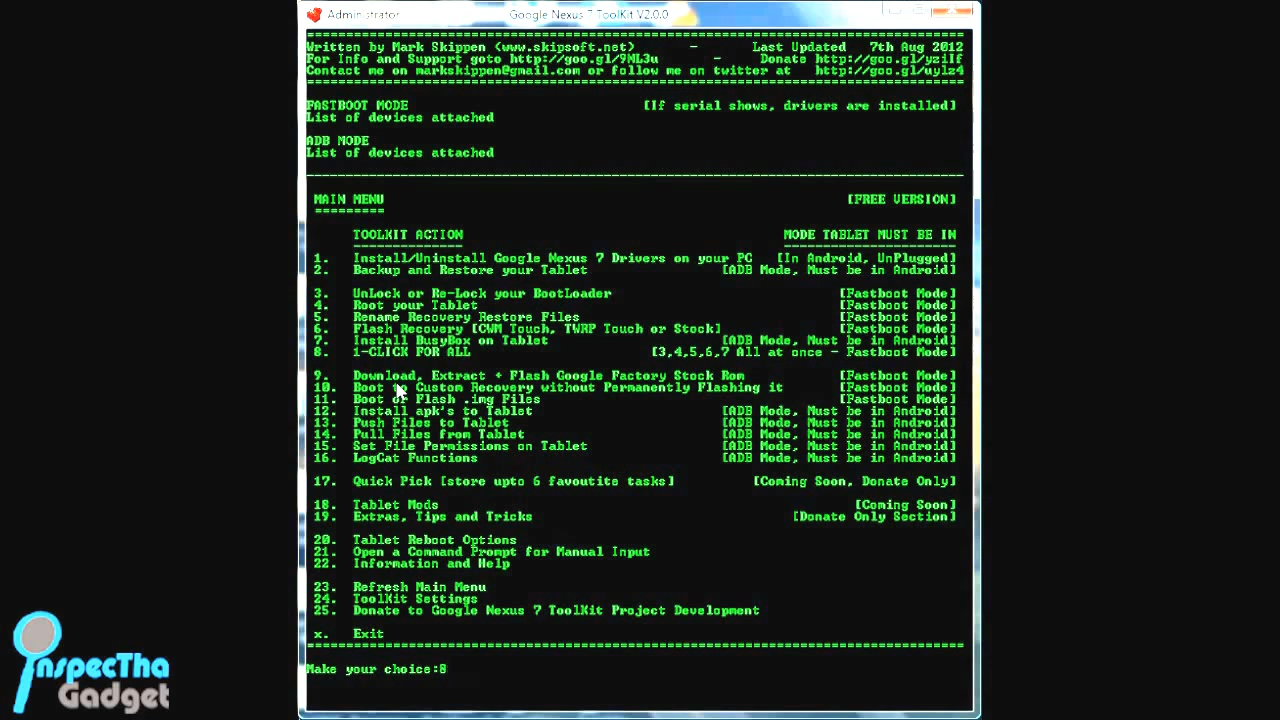 Administrator Google Nexus 7 ToolKit V2.0.0
Written by Mark Skippen (www.skipsoft.net) - Last Updated 7th Aug 2012
For Info and Support goto http://goo.gl/9NL3u - Donate http://goo.gl/yziIf
Contact me on markskippen@gmail.com or follow me on twitter at http://goo.gl/uylz4
FASTBOOT MODE [If serial shows, drivers are installed]
List of devices attached
ADB MODE
List of devices attached
MAIN MENU [FREE VERSION]
TOOLKIT ACTION MODE TABLET MUST BE IN
1. Install/Uninstall Google Nexus 7 Drivers on your PC [In Android, UnPlugged]
2. Backup and Restore your Tablet [ADB Mode, Must be in Android]
3. UnLock or Re-Lock your BootLoader [Fastboot Mode]
4. Root your Tablet [Fastboot Mode]
5. Rename Recovery Restore Files [Fastboot Mode]
6. Flash Recovery [CWM Touch, TWRP Touch or Stock] [Fastboot Mode]
7. Install BusyBox on Tablet [ADB Mode, Must be in Android]
8. 1-CLICK FOR ALL [3,4,5,6,7 All at once - Fastboot Mode]
9. Download, Extract + Flash Google Factory Stock Rom [Fastboot Mode]
10. Boot to Custom Recovery without Permanently Flashing it [Fastboot Mode]
11. Boot or Flash .img Files [Fastboot Mode]
12. Install apk's to Tablet [ADB Mode, Must be in Android]
13. Push Files to Tablet [ADB Mode, Must be in Android]
14. Pull Files from Tablet [ADB Mode, Must be in Android]
15. Set File Permissions on Tablet [ADB Mode, Must be in Android]
16. LogCat Functions [ADB Mode, Must be in Android]
17. Quick Pick [store upto 6 favoutite tasks] [Coming Soon, Donate Only]
18. Tablet Mods [Coming Soon]
19. Extras, Tips and Tricks [Donate Only Section]
20. Tablet Reboot Options
21. Open a Command Prompt for Manual Input
22. Information and Help
23. Refresh Main Menu
24. ToolKit Settings
25. Donate to Google Nexus 7 ToolKit Project Development
x. Exit
Make your choice:8
InspecTha
Gadget